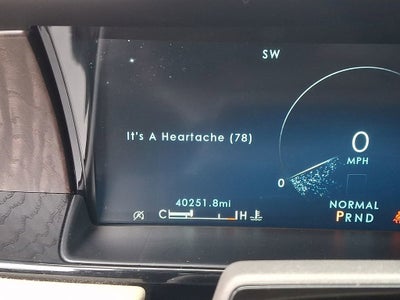 SW
It's A Heartache (78)
0
MPH
0
40251.8mi
NORMAL
C H
PRND